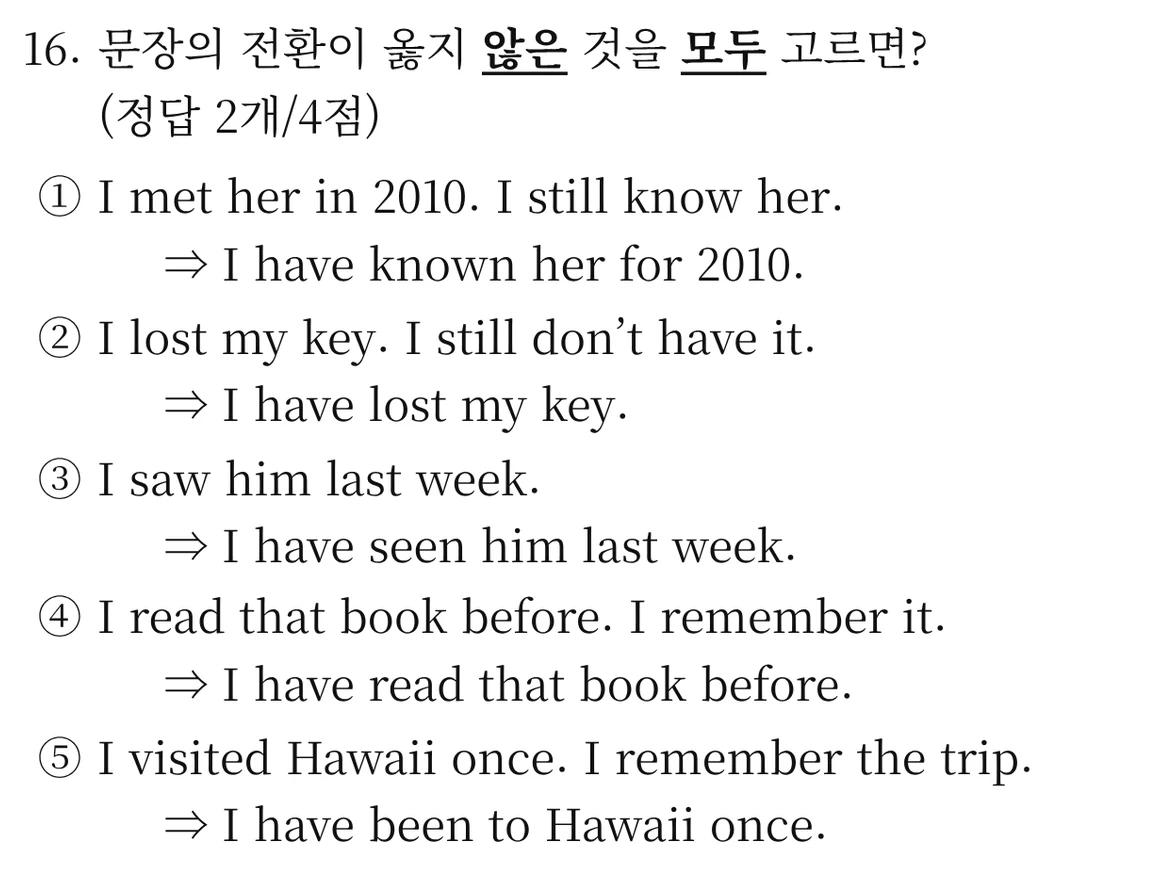 16. 문장의 전환이 옳지 않은 것을 모두 고르면?
(정답 2개/4점)
① I met her in 2010. I still know her.
⇒ I have known her for 2010.
② I lost my key. I still don’t have it.
⇒ I have lost my key.
③ I saw him last week.
⇒ I have seen him last week.
④ I read that book before. I remember it.
⇒ I have read that book before.
⑤ I visited Hawaii once. I remember the trip.
⇒ I have been to Hawaii once.